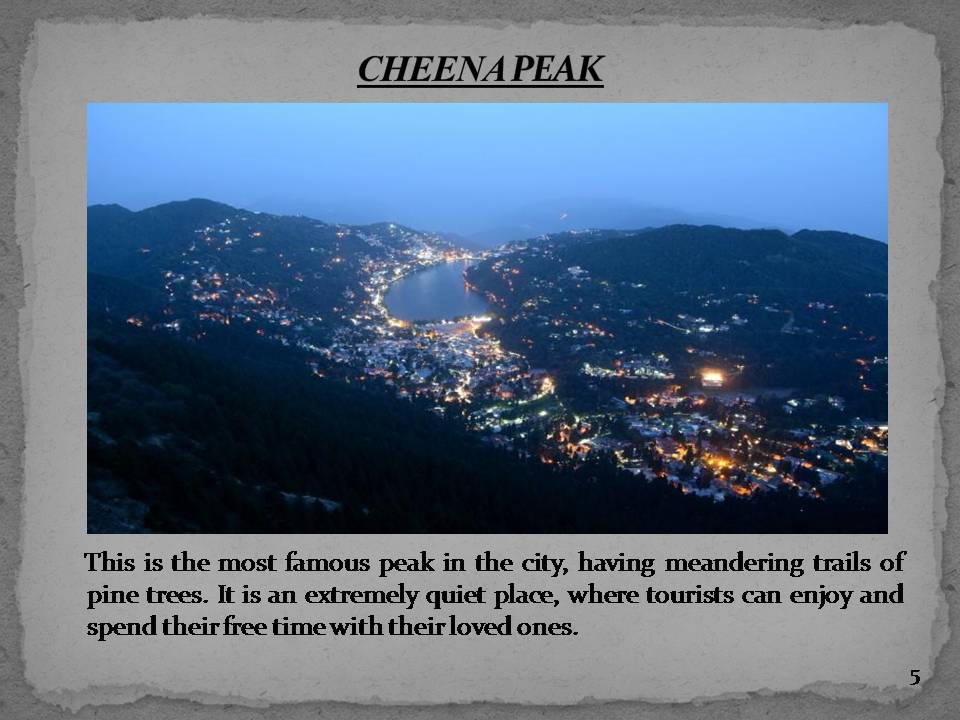 CHEENA PEAK
This is the most famous peak in the city, having meandering trails of
pine trees. It is an extremely quiet place, where tourists can enjoy and
spend their free time with their loved ones.
5